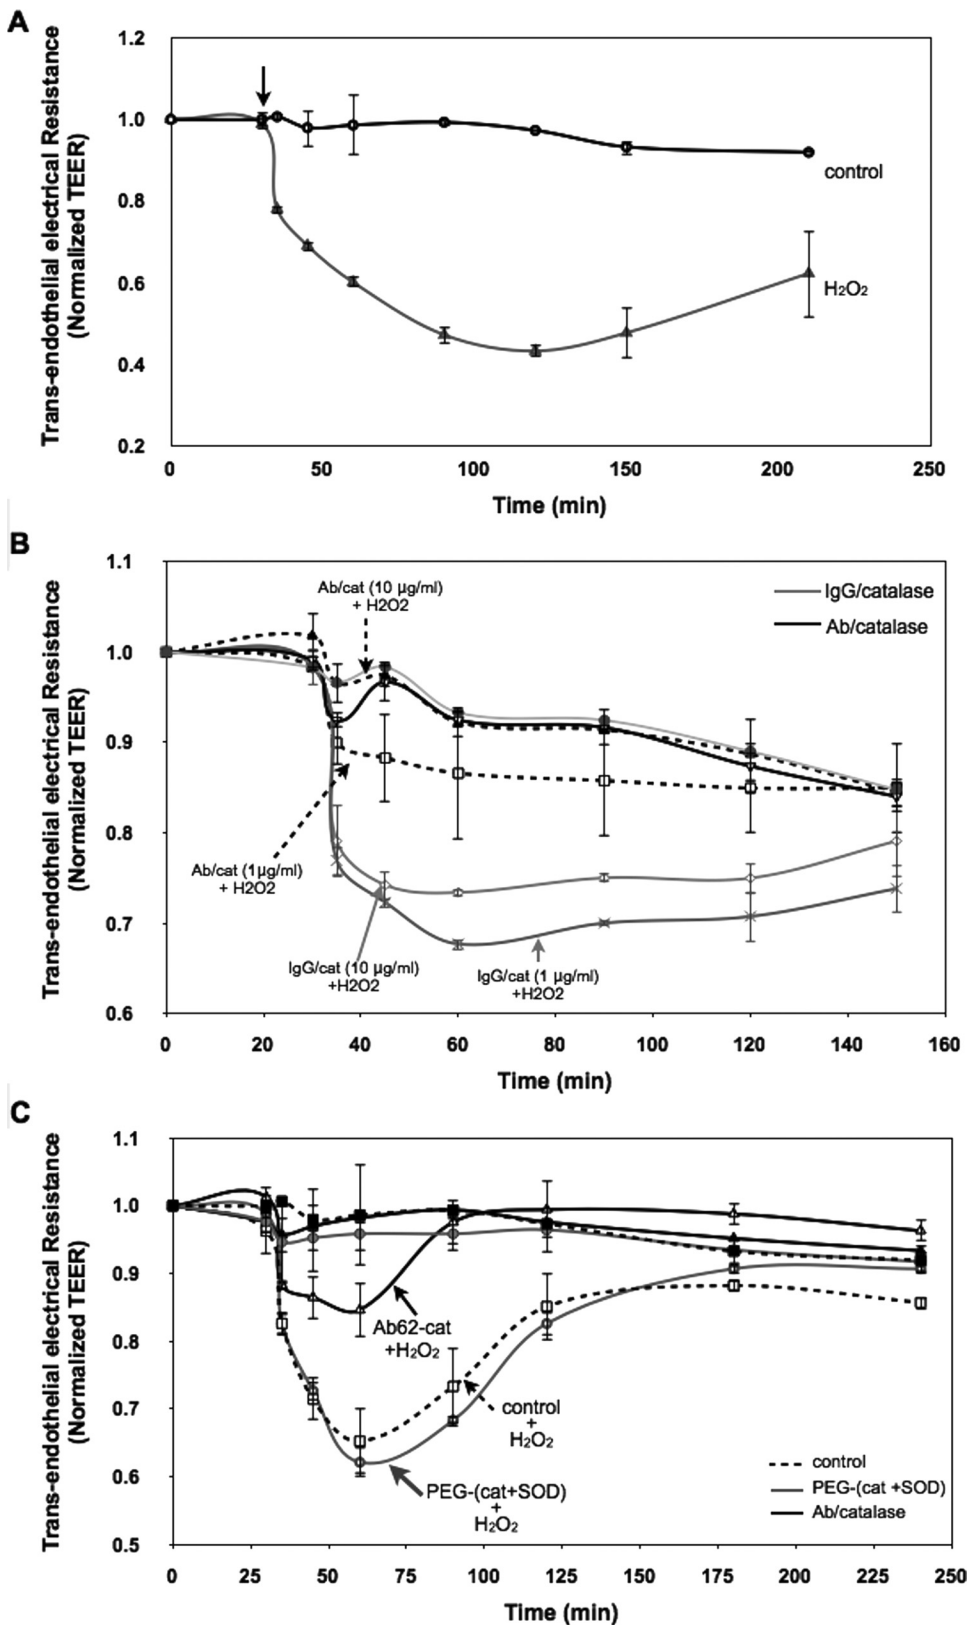 A
Trans-endothelial electrical Resistance
(Normalized TEER)
1.2
1.0
0.8
0.6
0.4
0.2
control
H₂O₂
0 50 100 150 200 250
Time (min)
B
Trans-endothelial electrical Resistance
(Normalized TEER)
1.1
1.0
0.9
0.8
0.7
0.6
Ab/cat (10 µg/ml)
+ H2O2
IgG/catalase
Ab/catalase
Ab/cat (1µg/ml)
+ H2O2
IgG/cat (10 µg/ml)
+H2O2
IgG/cat (1 µg/ml)
+H2O2
0 20 40 60 80 100 120 140 160
Time (min)
C
Trans-endothelial electrical Resistance
(Normalized TEER)
1.1
1.0
0.9
0.8
0.7
0.6
0.5
Ab62-cat
+H₂O₂
control
+
H₂O₂
PEG-(cat+SOD)
+
H₂O₂
control
PEG-(cat +SOD)
Ab/catalase
0 25 50 75 100 125 150 175 200 225 250
Time (min)